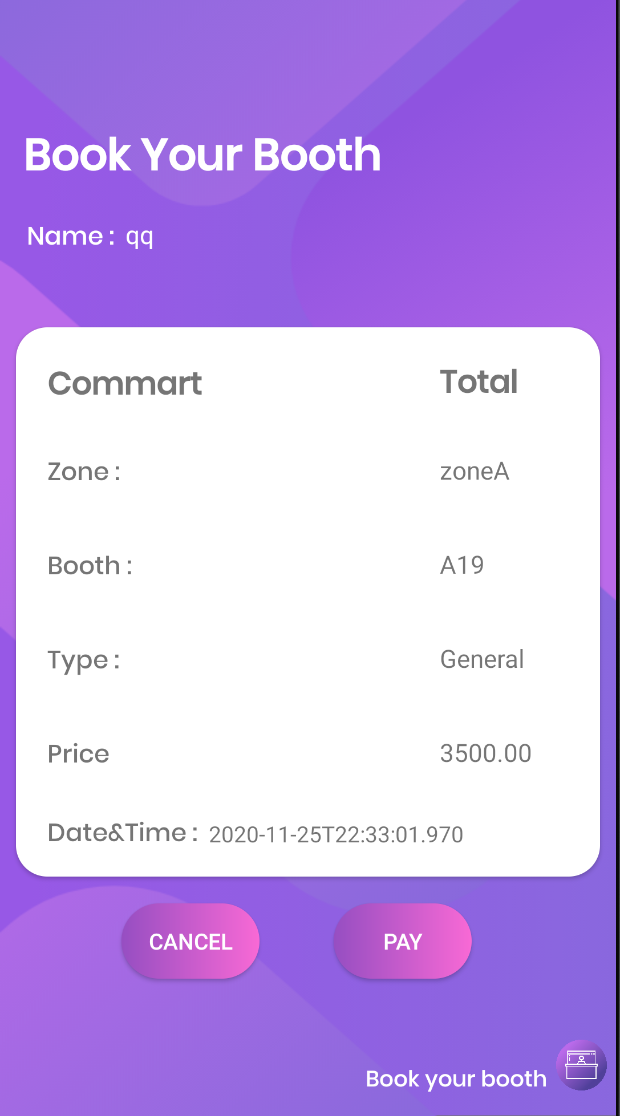 Book Your Booth
Name : qq
Commart Total
Zone : zoneA
Booth : A19
Type : General
Price 3500.00
Date&Time : 2020-11-25T22:33:01.970
CANCEL PAY
Book your booth